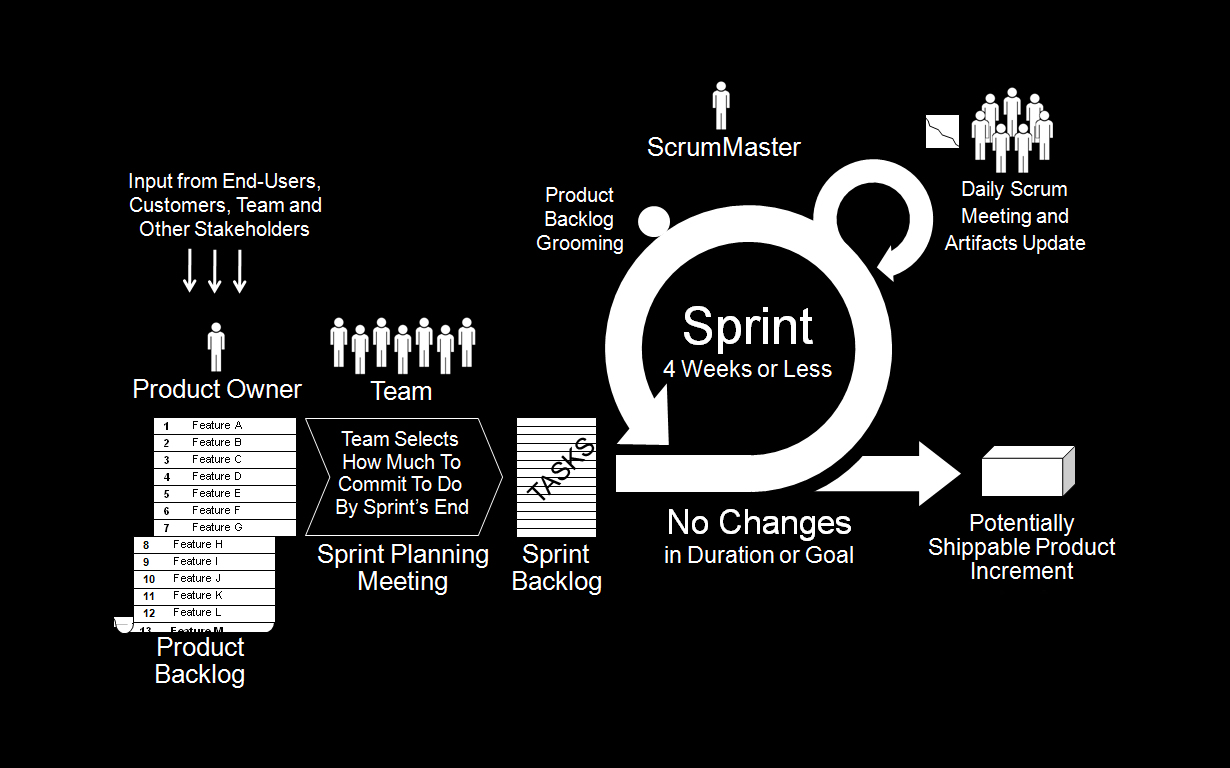 ScrumMaster
Input from End-Users,
Customers, Team and
Other Stakeholders
Product
Backlog
Grooming
Daily Scrum
Meeting and
Artifacts Update
Sprint
4 Weeks or Less
Product Owner
Team
1 Feature A
2 Feature B
3 Feature C
4 Feature D
5 Feature E
6 Feature F
7 Feature G
8 Feature H
9 Feature I
10 Feature J
11 Feature K
12 Feature L
13 Feature M
Product
Backlog
Team Selects
How Much To
Commit To Do
By Sprint's End
Sprint Planning
Meeting
TASKS
Sprint
Backlog
No Changes
in Duration or Goal
Potentially
Shippable Product
Increment